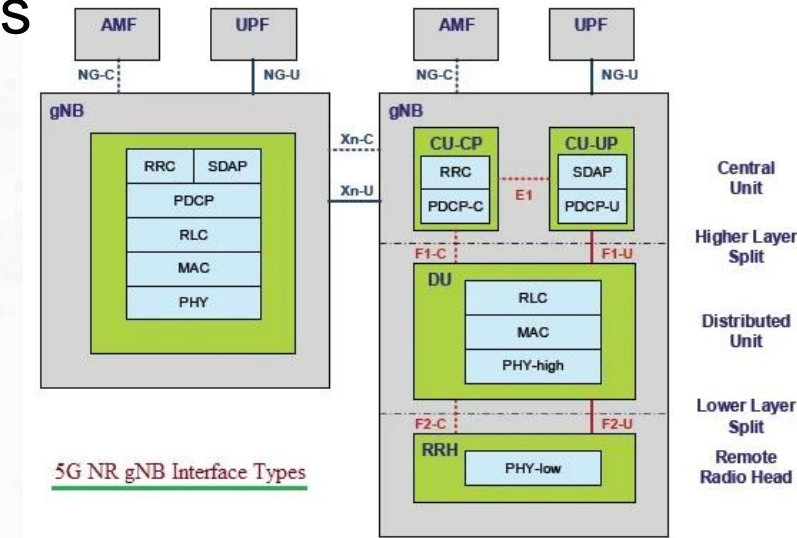 s
AMF
UPF
AMF
UPF
NG-C
NG-U
NG-C
NG-U
gNB
RRC
SDAP
PDCP
RLC
MAC
PHY
Xn-C
Xn-U
gNB
CU-CP
RRC
PDCP-C
E1
CU-UP
SDAP
PDCP-U
Central
Unit
Higher Layer
Split
F1-C
F1-U
DU
RLC
MAC
PHY-high
Distributed
Unit
Lower Layer
Split
F2-C
F2-U
RRH
PHY-low
Remote
Radio Head
5G NR gNB Interface Types